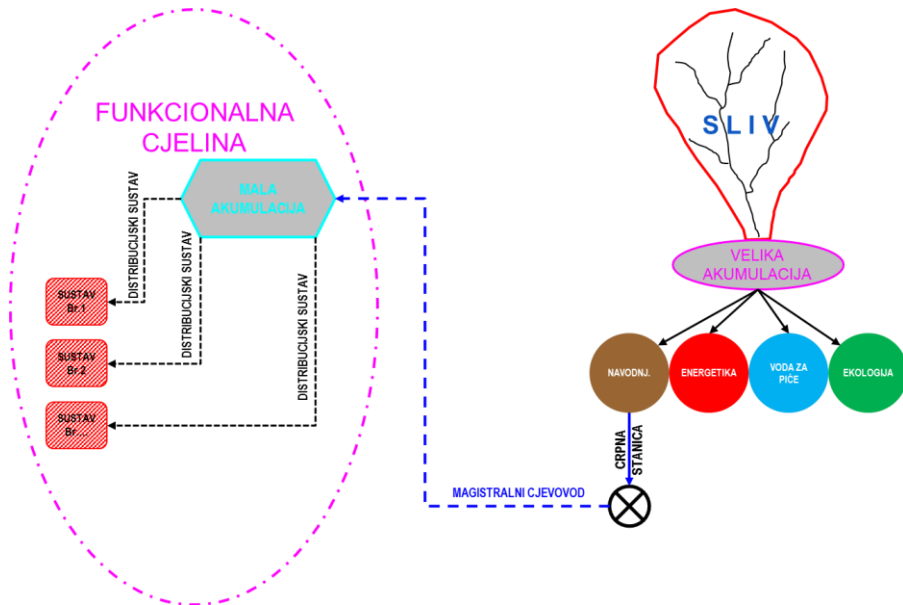 FUNKCIONALNA
CJELINA
MALA
AKUMULACIJA
DISTRIBUCIJSKI SUSTAV
DISTRIBUCIJSKI SUSTAV
DISTRIBUCIJSKI SUSTAV
SUSTAV
Br.1
SUSTAV
Br.2
SUSTAV
Br...
SLIV
VELIKA
AKUMULACIJA
NAVODNJ.
ENERGETIKA
VODA ZA
PIĆE
EKOLOGIJA
CRPNA
STANICA
MAGISTRALNI CJEVOVOD